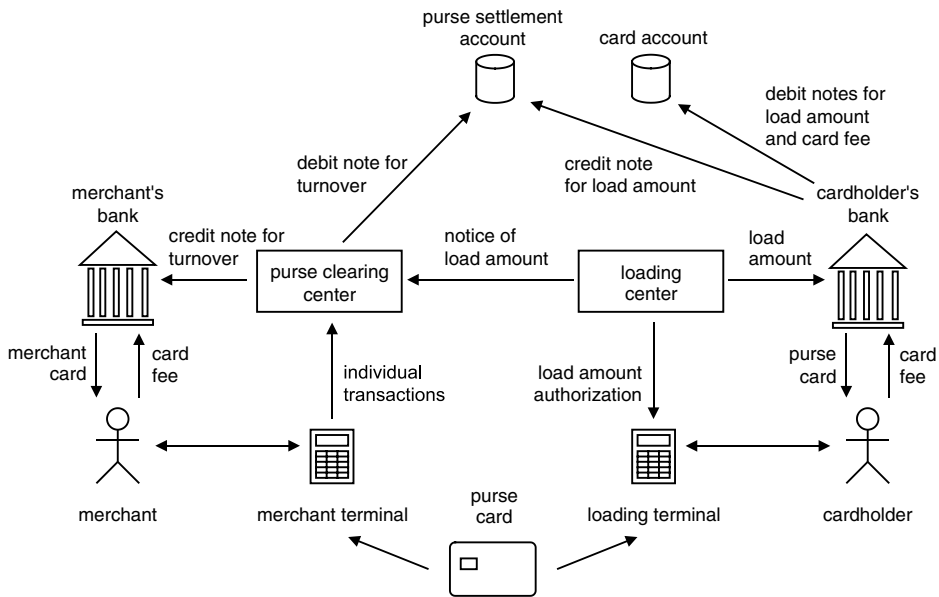 purse settlement
account
card account
debit notes for
load amount
and card fee
debit note for
turnover
credit note
for load amount
merchant's
bank
cardholder's
bank
credit note for
turnover
notice of
load amount
load
amount
purse clearing
center
loading
center
merchant
card
card
fee
individual
transactions
load amount
authorization
purse
card
card
fee
merchant
merchant terminal
purse
card
loading terminal
cardholder